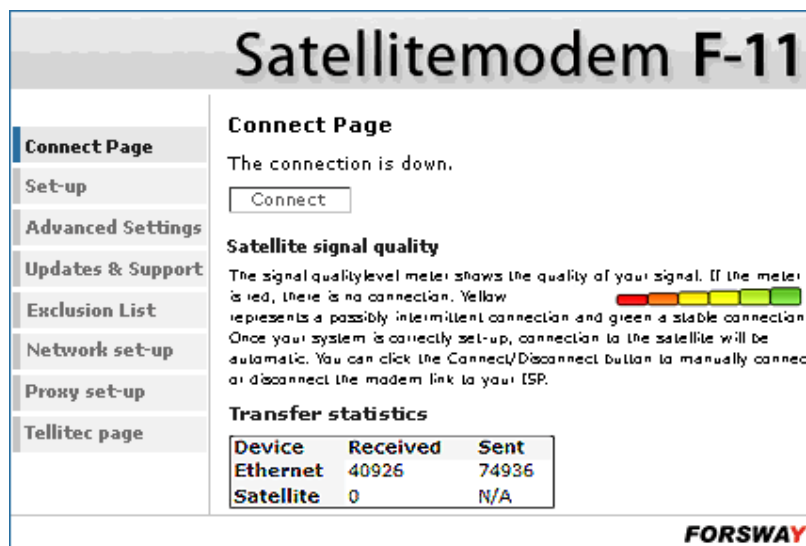 Satellitemodem F-11
Connect Page
Set-up
Advanced Settings
Updates & Support
Exclusion List
Network set-up
Proxy set-up
Tellitec page
Connect Page
The connection is down.
Connect
Satellite signal quality
The signal qualitylevel meter shows the quality of your signal. If the meter
is red, there is no connection. Yellow
represents a possibly intermittent connection and green a stable connection
Once your system is correctly set-up, connection to the satellite will be
automatic. You can click the Connect/Disconnect button to manually connec
or disconnect the modem link to your ISP.
Transfer statistics
Device Received Sent
Ethernet 40926 74936
Satellite 0 N/A
FORSWAY